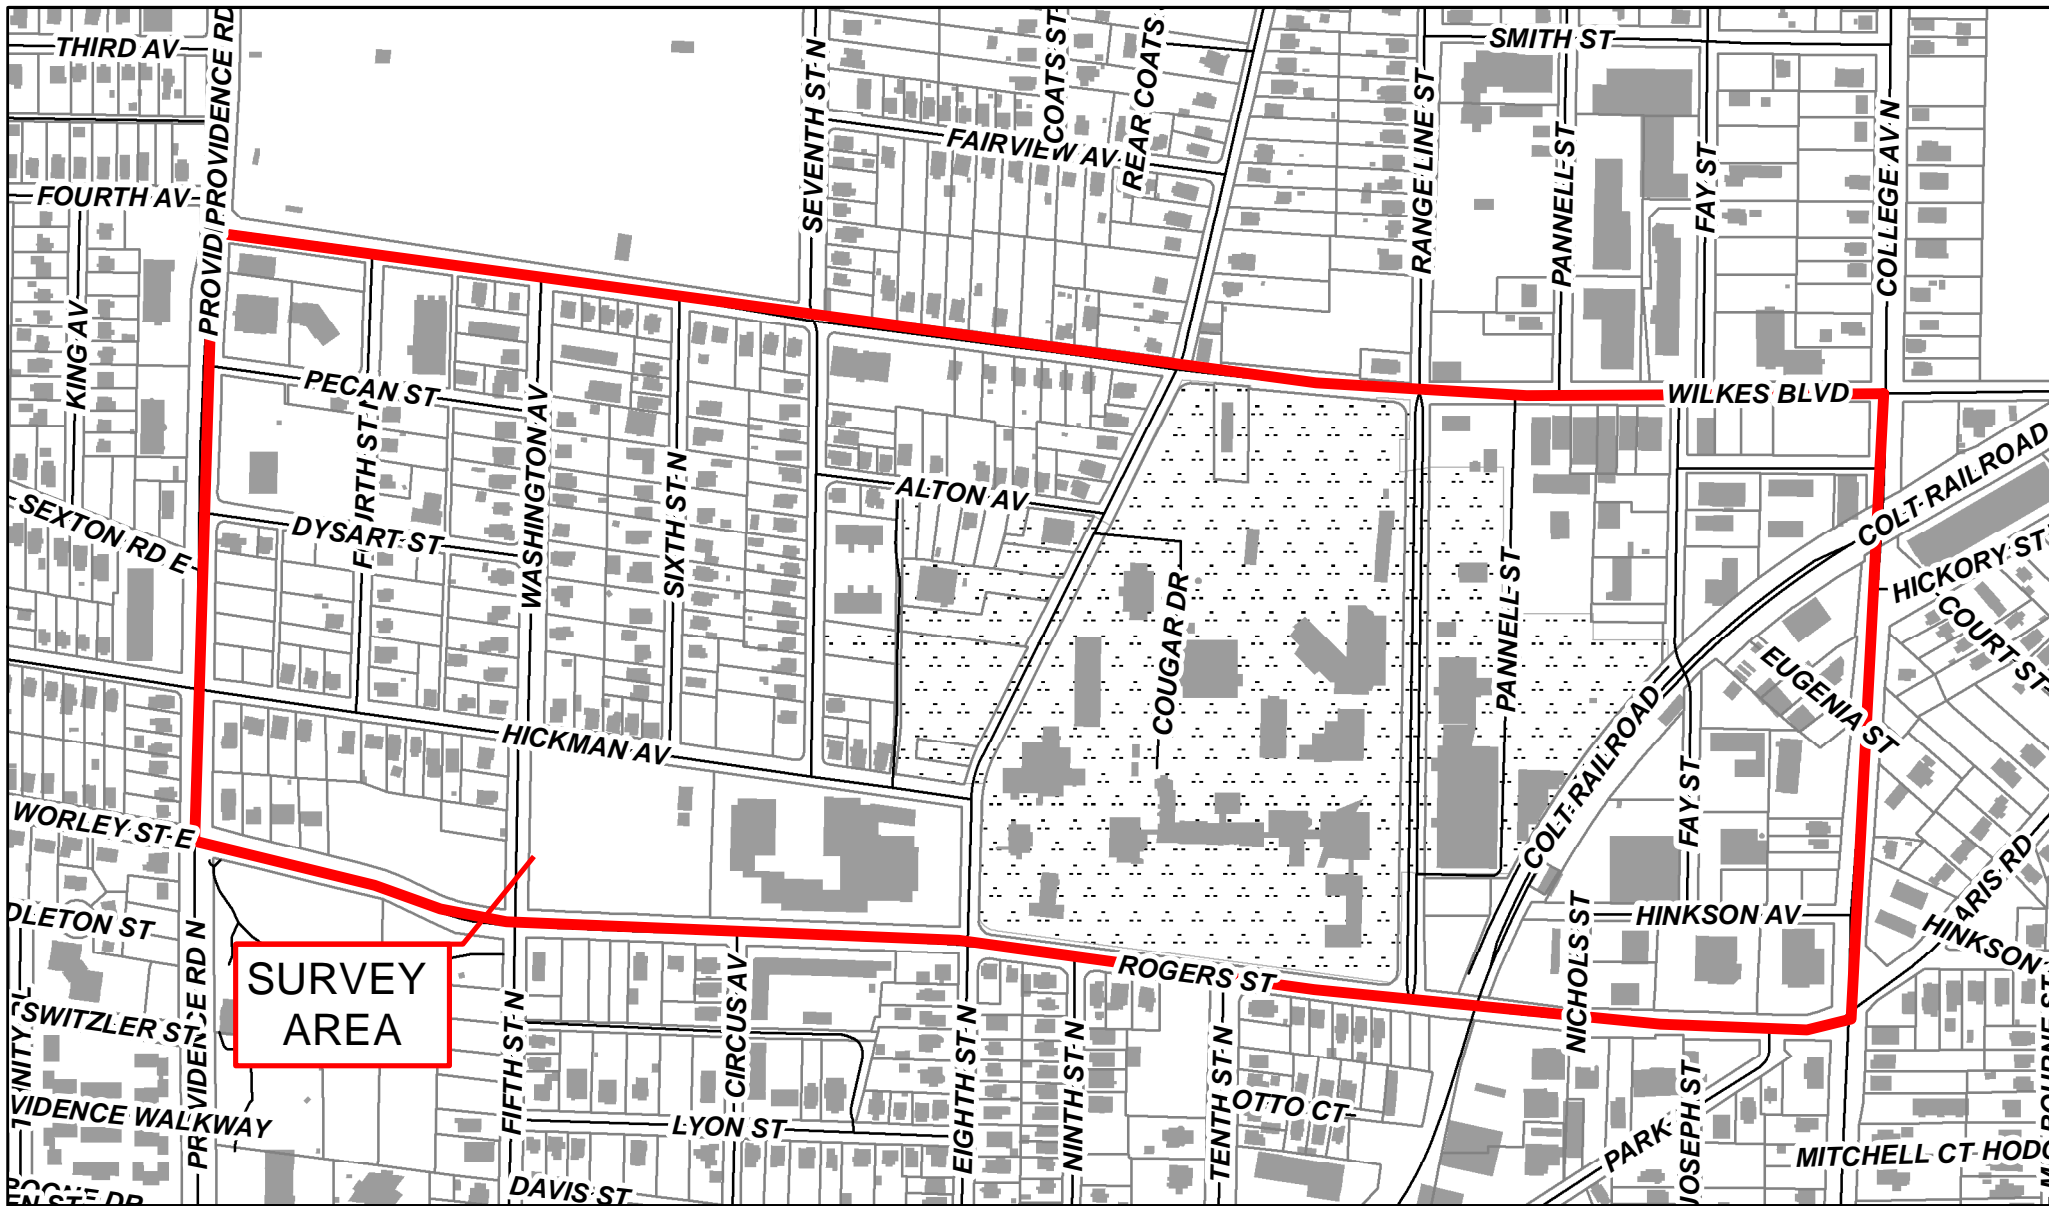 THIRD AV
PROVIDENCE RD
SEVENTH ST N
COATS ST
REAR COATS
SMITH ST
RANGE LINE ST
PANNELL ST
FAY ST
COLLEGE AV N
FAIRVIEW AV
FOURTH AV
PROVID
KING AV
PECAN ST
WILKES BLVD
WASHINGTON AV
SIXTH ST N
ALTON AV
COLT RAILROAD
SEXTON RD E
DYSART ST
HICKORY ST
COURT ST
COUGAR DR
PANNELL ST
EUGENIA ST
HICKMAN AV
COLT RAILROAD
WORLEY ST E
FAY ST
HARRIS RD
DLETON ST
NICHOLS ST
HINKSON AV
HINKSON
PROVIDENCE RD N
SURVEY
AREA
ROGERS ST
SWITZLER ST
FIFTH ST N
CIRCUS AV
EIGHTH ST N
NINTH ST N
TENTH ST N
OTTO CT
JOSEPH ST
VIDENCE WALKWAY
LYON ST
PARK
MITCHELL CT
DAVIS ST